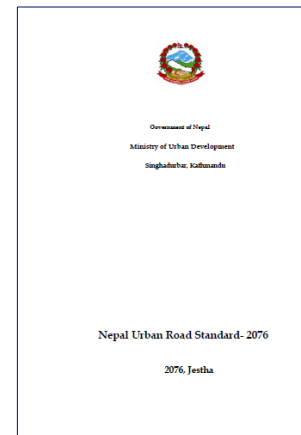 Government of Nepal
Ministry of Urban Development
Singhadurbar, Kathmandu
Nepal Urban Road Standard- 2076
2076, Jestha